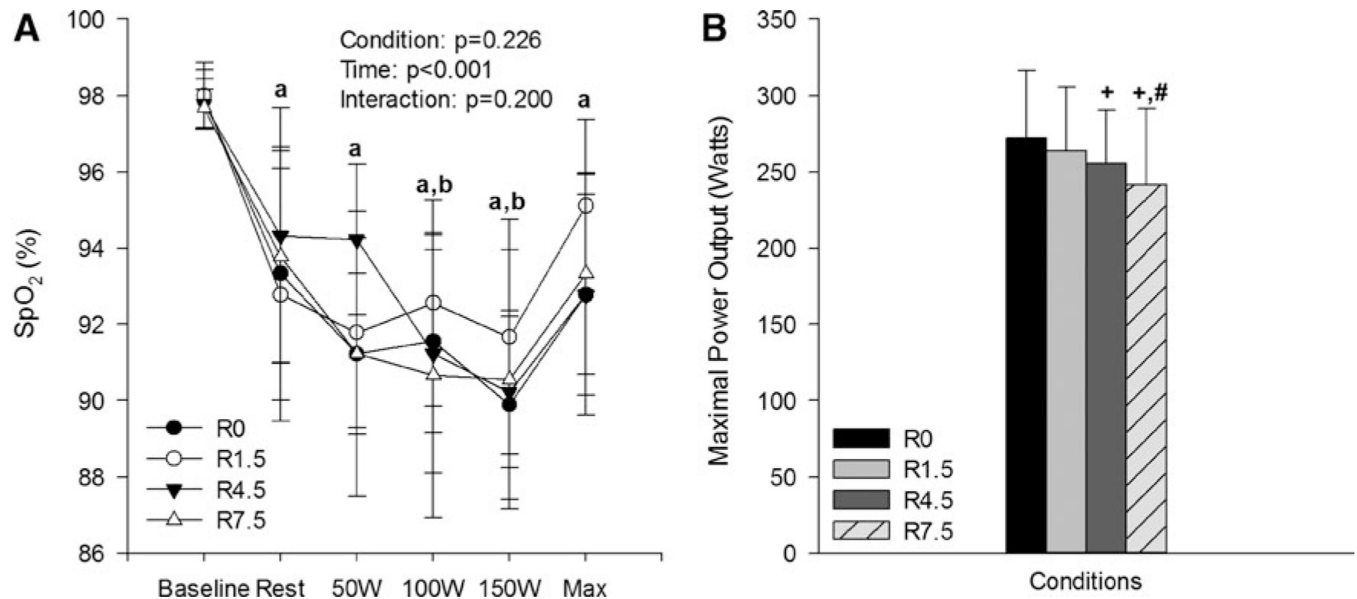 A
Condition: p=0.226
Time: p<0.001
Interaction: p=0.200
a
a
a,b
a,b
a
SpO2 (%)
100
98
96
94
92
90
88
86
R0
R1.5
R4.5
R7.5
Baseline Rest 50W 100W 150W Max
B
Maximal Power Output (Watts)
350
300
250
200
150
100
50
0
+
+,#
R0
R1.5
R4.5
R7.5
Conditions